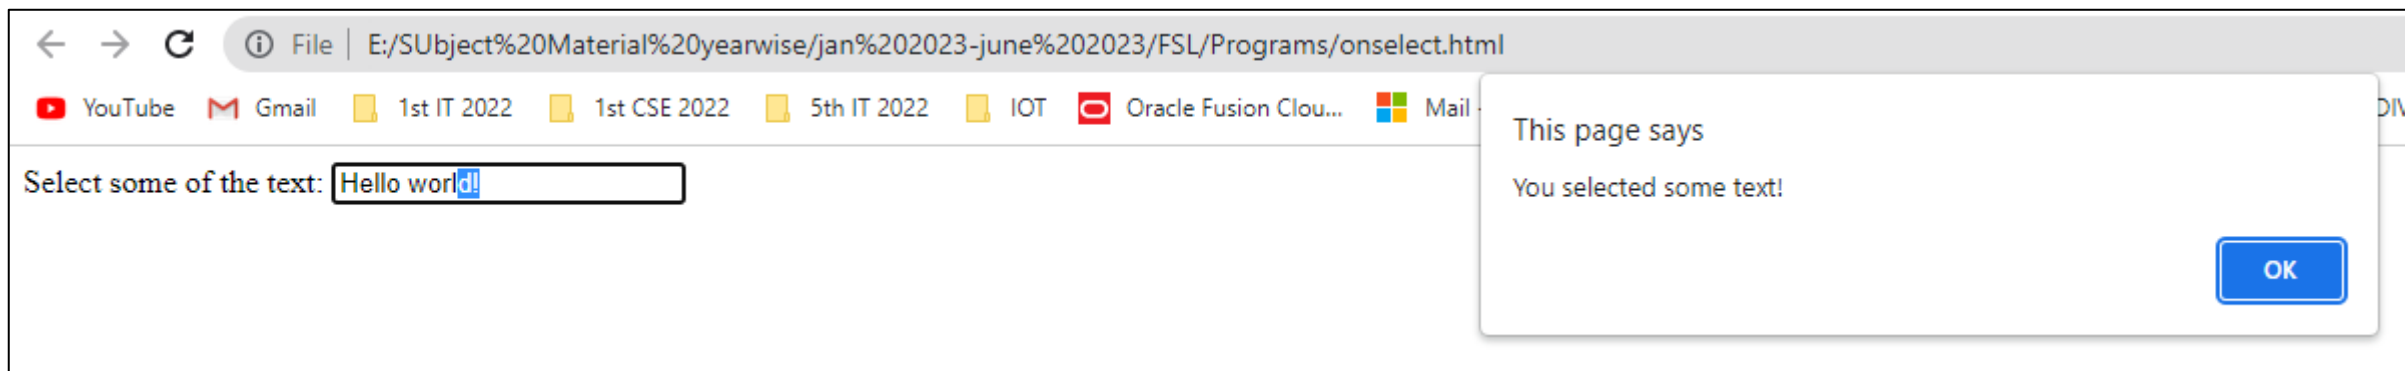 File | E:/SUbject%20Material%20yearwise/jan%202023-june%202023/FSL/Programs/onselect.html
YouTube Gmail 1st IT 2022 1st CSE 2022 5th IT 2022 IOT Oracle Fusion Clou... Mail
This page says
You selected some text!
OK
Select some of the text: Hello world!